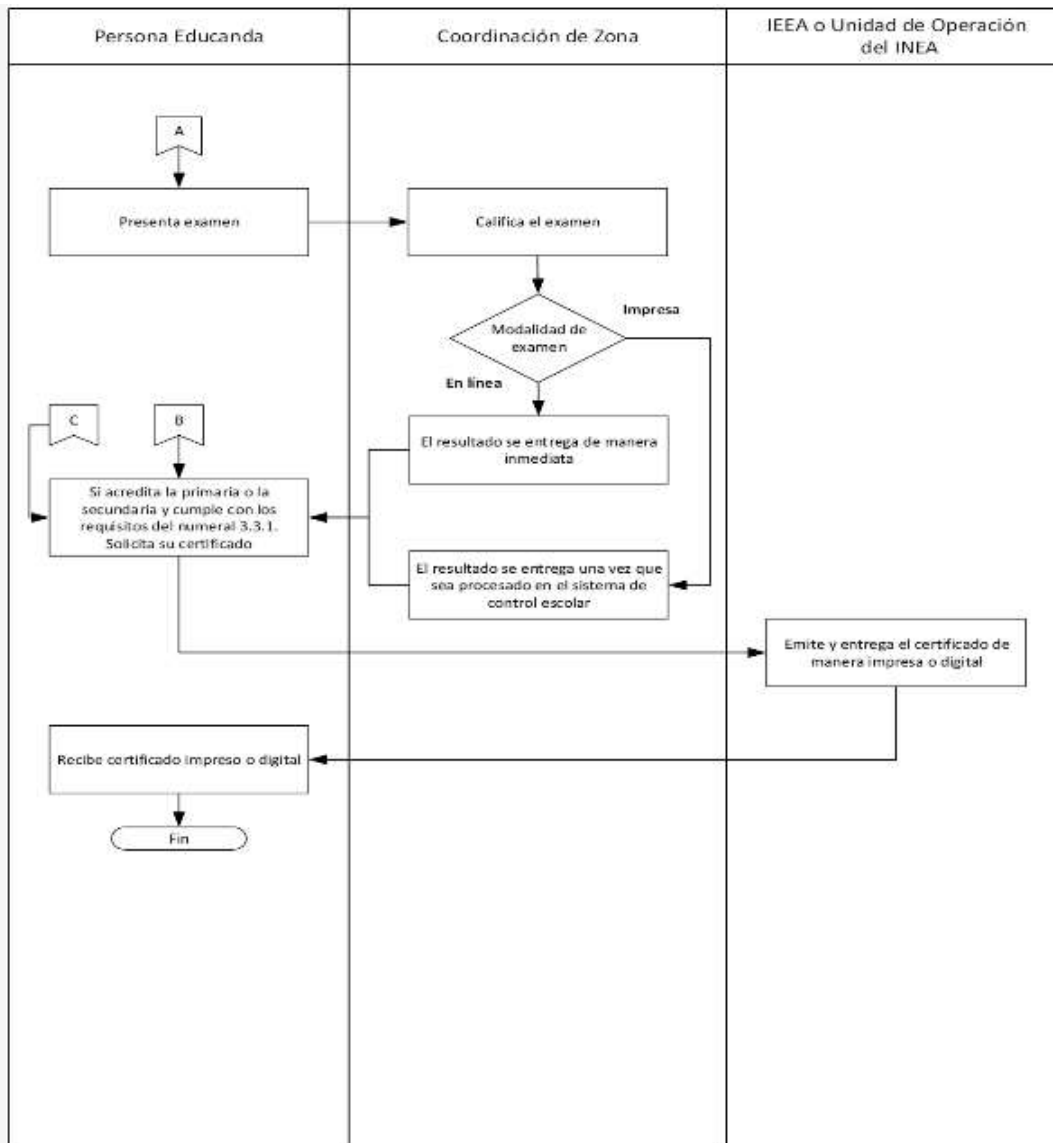 Persona Educanda
Coordinación de Zona
IEEA o Unidad de Operación
del INEA
A
Presenta examen
Califica el examen
Impresa
Modalidad de
examen
En línea
C
B
El resultado se entrega de manera
inmediata
Si acredita la primaria o la
secundaria y cumple con los
requisitos del numeral 3.3.1.
Solicita su certificado
El resultado se entrega una vez que
sea procesado en el sistema de
control escolar
Emite y entrega el certificado de
manera impresa o digital
Recibe certificado impreso o digital
Fin